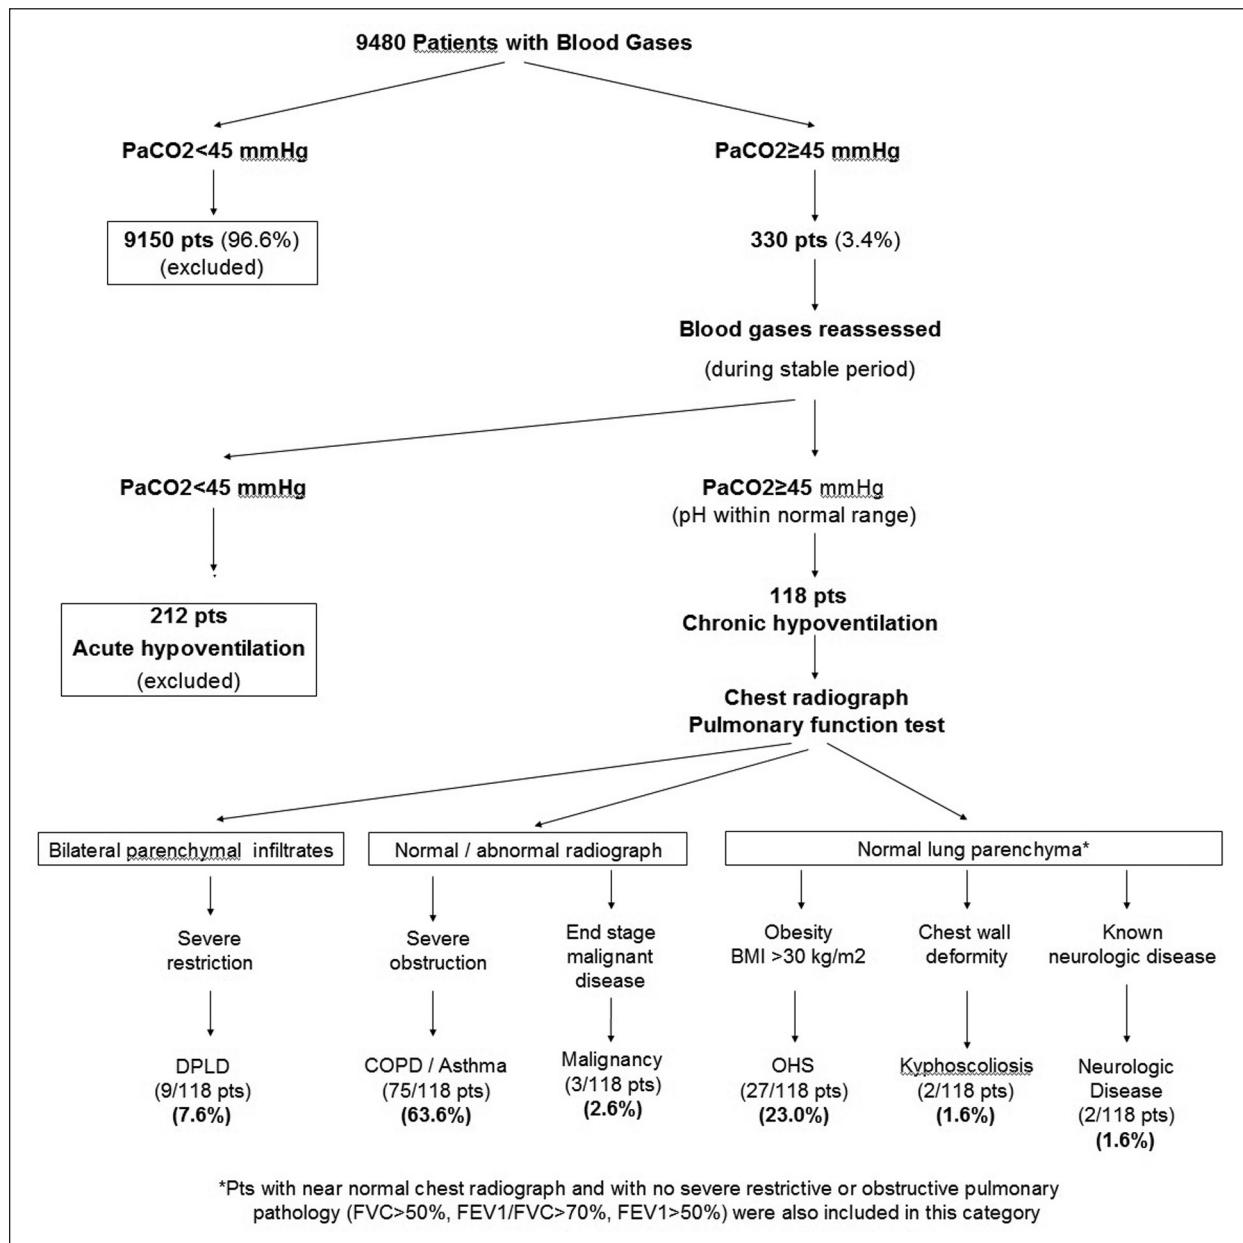 9480 Patients with Blood Gases
PaCO2<45 mmHg
PaCO2≥45 mmHg
9150 pts (96.6%)
(excluded)
330 pts (3.4%)
Blood gases reassessed
(during stable period)
PaCO2<45 mmHg
PaCO2≥45 mmHg
(pH within normal range)
212 pts
Acute hypoventilation
(excluded)
118 pts
Chronic hypoventilation
Chest radiograph
Pulmonary function test
Bilateral parenchymal infiltrates
Normal / abnormal radiograph
Normal lung parenchyma*
Severe
restriction
Severe
obstruction
End stage
malignant
disease
Obesity
BMI >30 kg/m2
Chest wall
deformity
Known
neurologic disease
DPLD
(9/118 pts)
(7.6%)
COPD / Asthma
(75/118 pts)
(63.6%)
Malignancy
(3/118 pts)
(2.6%)
OHS
(27/118 pts)
(23.0%)
Kyphoscoliosis
(2/118 pts)
(1.6%)
Neurologic
Disease
(2/118 pts)
(1.6%)
*Pts with near normal chest radiograph and with no severe restrictive or obstructive pulmonary
pathology (FVC>50%, FEV1/FVC>70%, FEV1>50%) were also included in this category